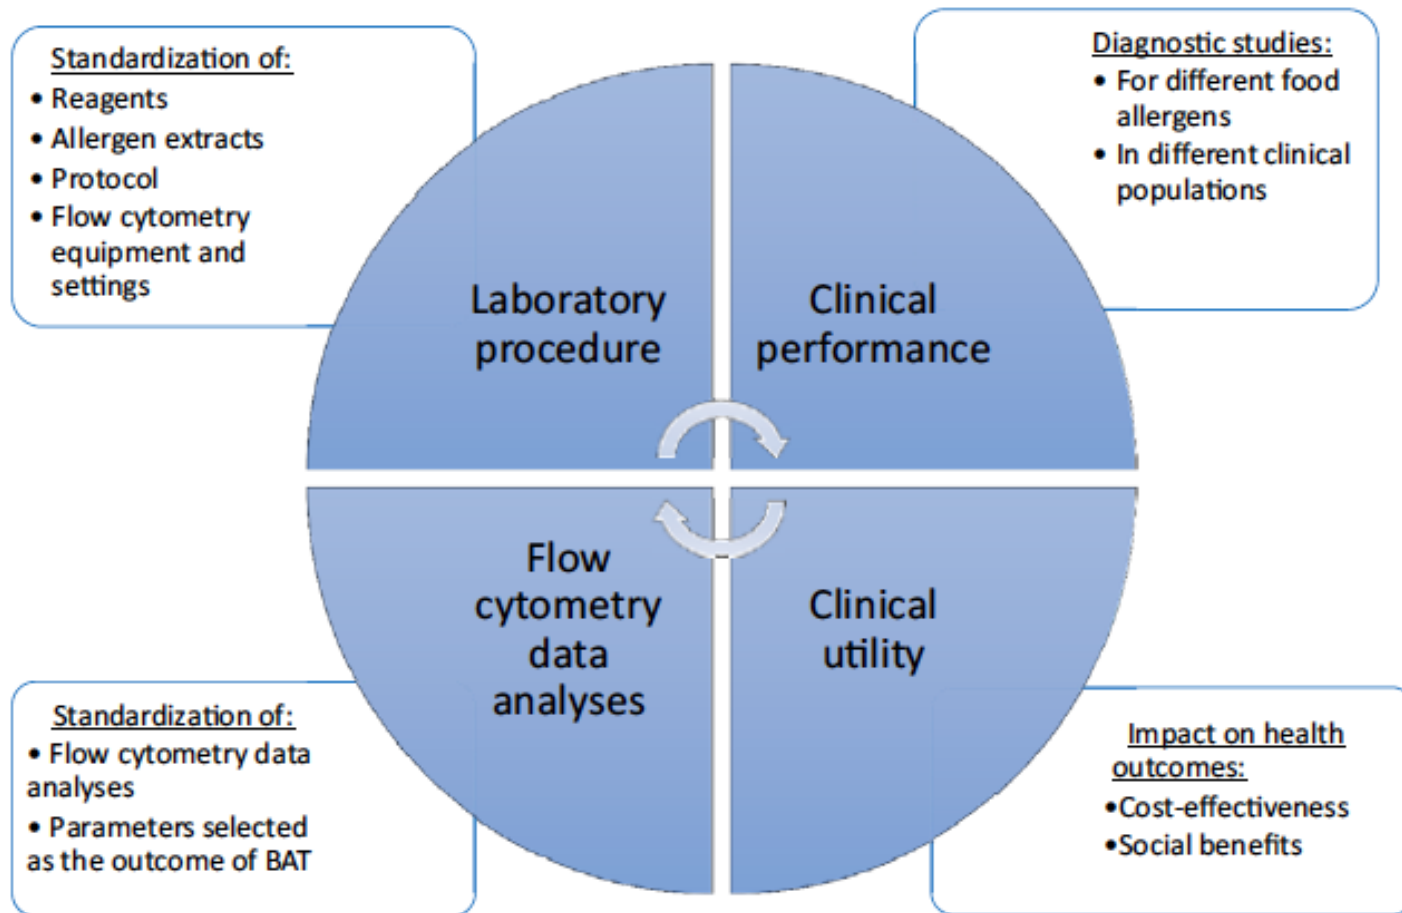 Standardization of:
• Reagents
• Allergen extracts
• Protocol
• Flow cytometry
equipment and
settings
Diagnostic studies:
• For different food
allergens
• In different clinical
populations
Laboratory
procedure
Clinical
performance
Flow
cytometry
data
analyses
Clinical
utility
Standardization of:
• Flow cytometry data
analyses
• Parameters selected
as the outcome of BAT
Impact on health
outcomes:
•Cost-effectiveness
•Social benefits